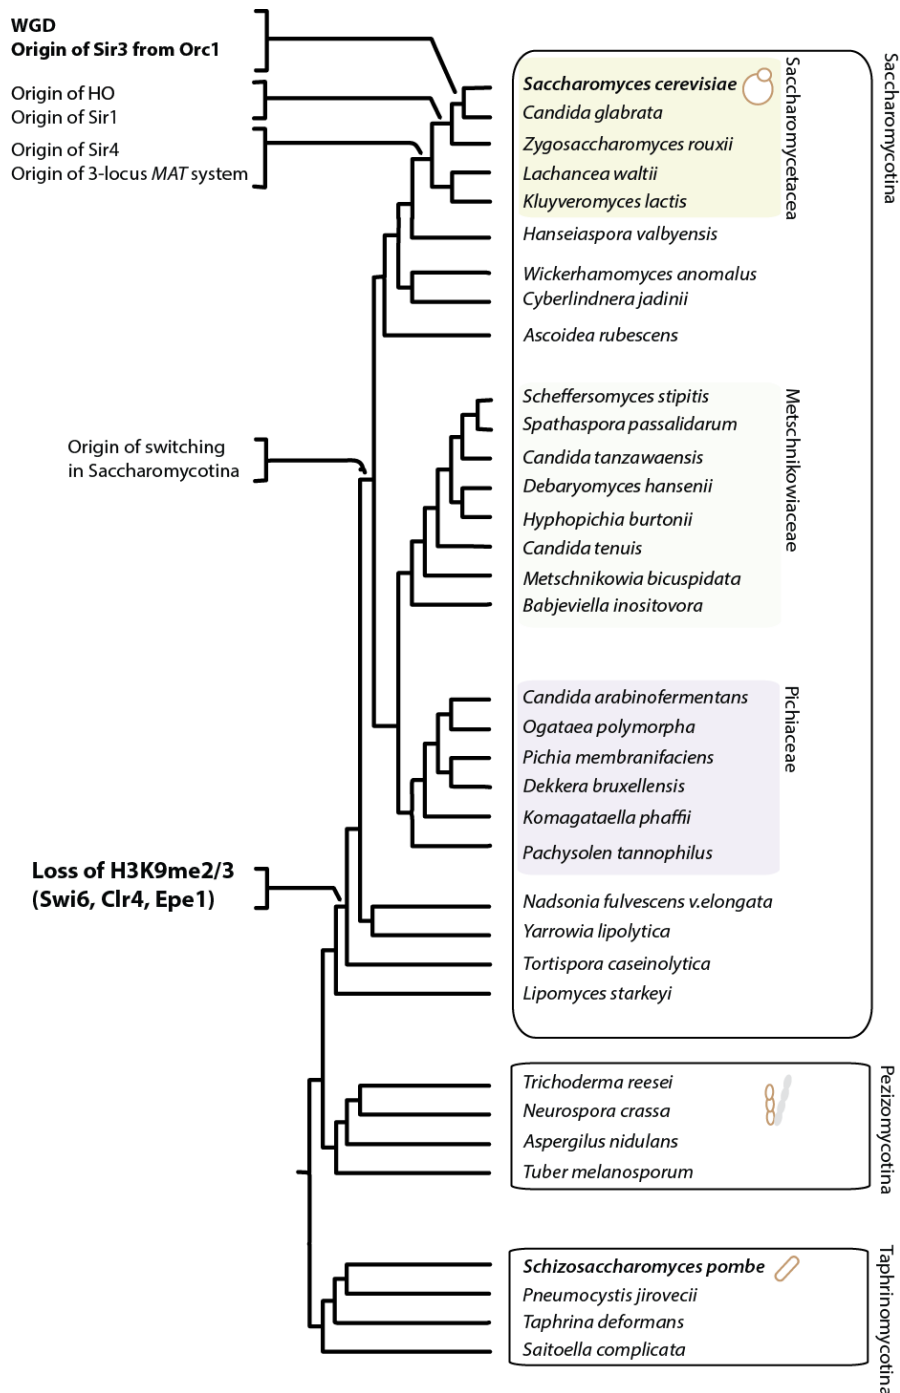 WGD
Origin of Sir3 from Orc1
Origin of HO
Origin of Sir1
Origin of Sir4
Origin of 3-locus MAT system
Origin of switching
in Saccharomycotina
Loss of H3K9me2/3
(Swi6, Clr4, Epe1)
Saccharomyces cerevisiae
Candida glabrata
Zygosaccharomyces rouxii
Lachancea waltii
Kluyveromyces lactis
Saccharomycetacea
Saccharomycotina
Hanseiaspora valbyensis
Wickerhamomyces anomalus
Cyberlindnera jadinii
Ascoidea rubescens
Scheffersomyces stipitis
Spathaspora passalidarum
Candida tanzawaensis
Debaryomyces hansenii
Hyphopichia burtonii
Candida tenuis
Metschnikowia bicuspidata
Babjeviella inositovora
Metschnikowiaceae
Candida arabinofermentans
Ogataea polymorpha
Pichia membranifaciens
Dekkera bruxellensis
Komagataella phaffii
Pachysolen tannophilus
Pichiaceae
Nadsonia fulvescens v.elongata
Yarrowia lipolytica
Tortispora caseinolytica
Lipomyces starkeyi
Trichoderma reesei
Neurospora crassa
Aspergilus nidulans
Tuber melanosporum
Pezizomycotina
Schizosaccharomyces pombe
Pneumocystis jirovecii
Taphrina deformans
Saitoella complicata
Taphrinomycotina